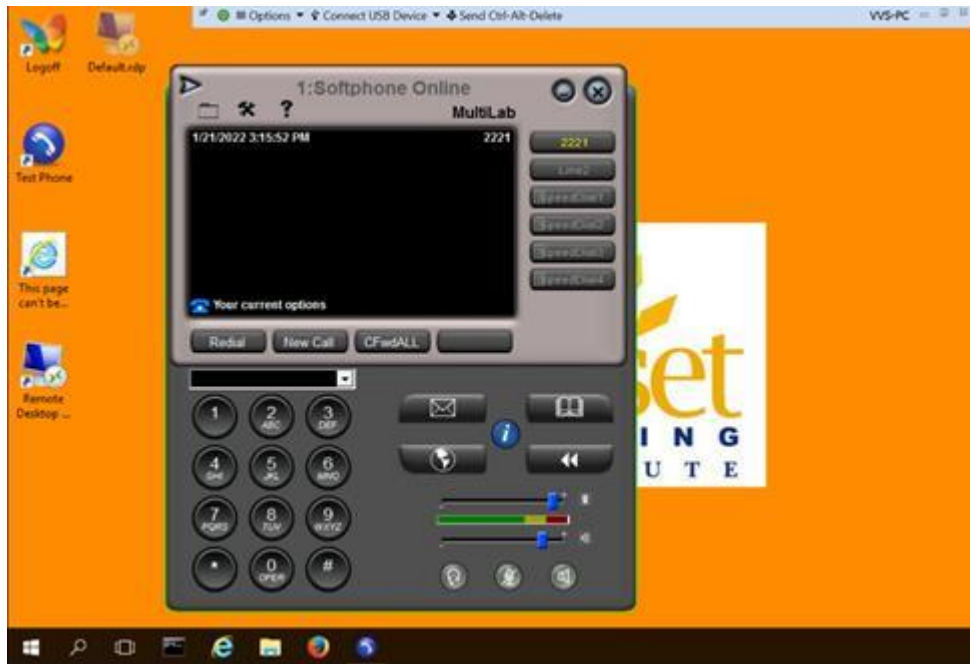 Options Connect USB Device Send Ctrl-Alt-Delete
VVS-PC
Logoff
Default.rdp
Test Phone
This page
can't be...
Remote
Desktop ...
1:Softphone Online
?
MultiLab
1/21/2022 3:15:52 PM 2221
Your current options
2221
Line2
SpeedDial1
SpeedDial2
SpeedDial3
SpeedDial4
Redial New Call CFwdALL
1 2 3
ABC DEF
4 5 6
GHI JKL MNO
7 8 9
PQRS TUV WXYZ
* 0 #
OPER
i
set
I N G
U T E